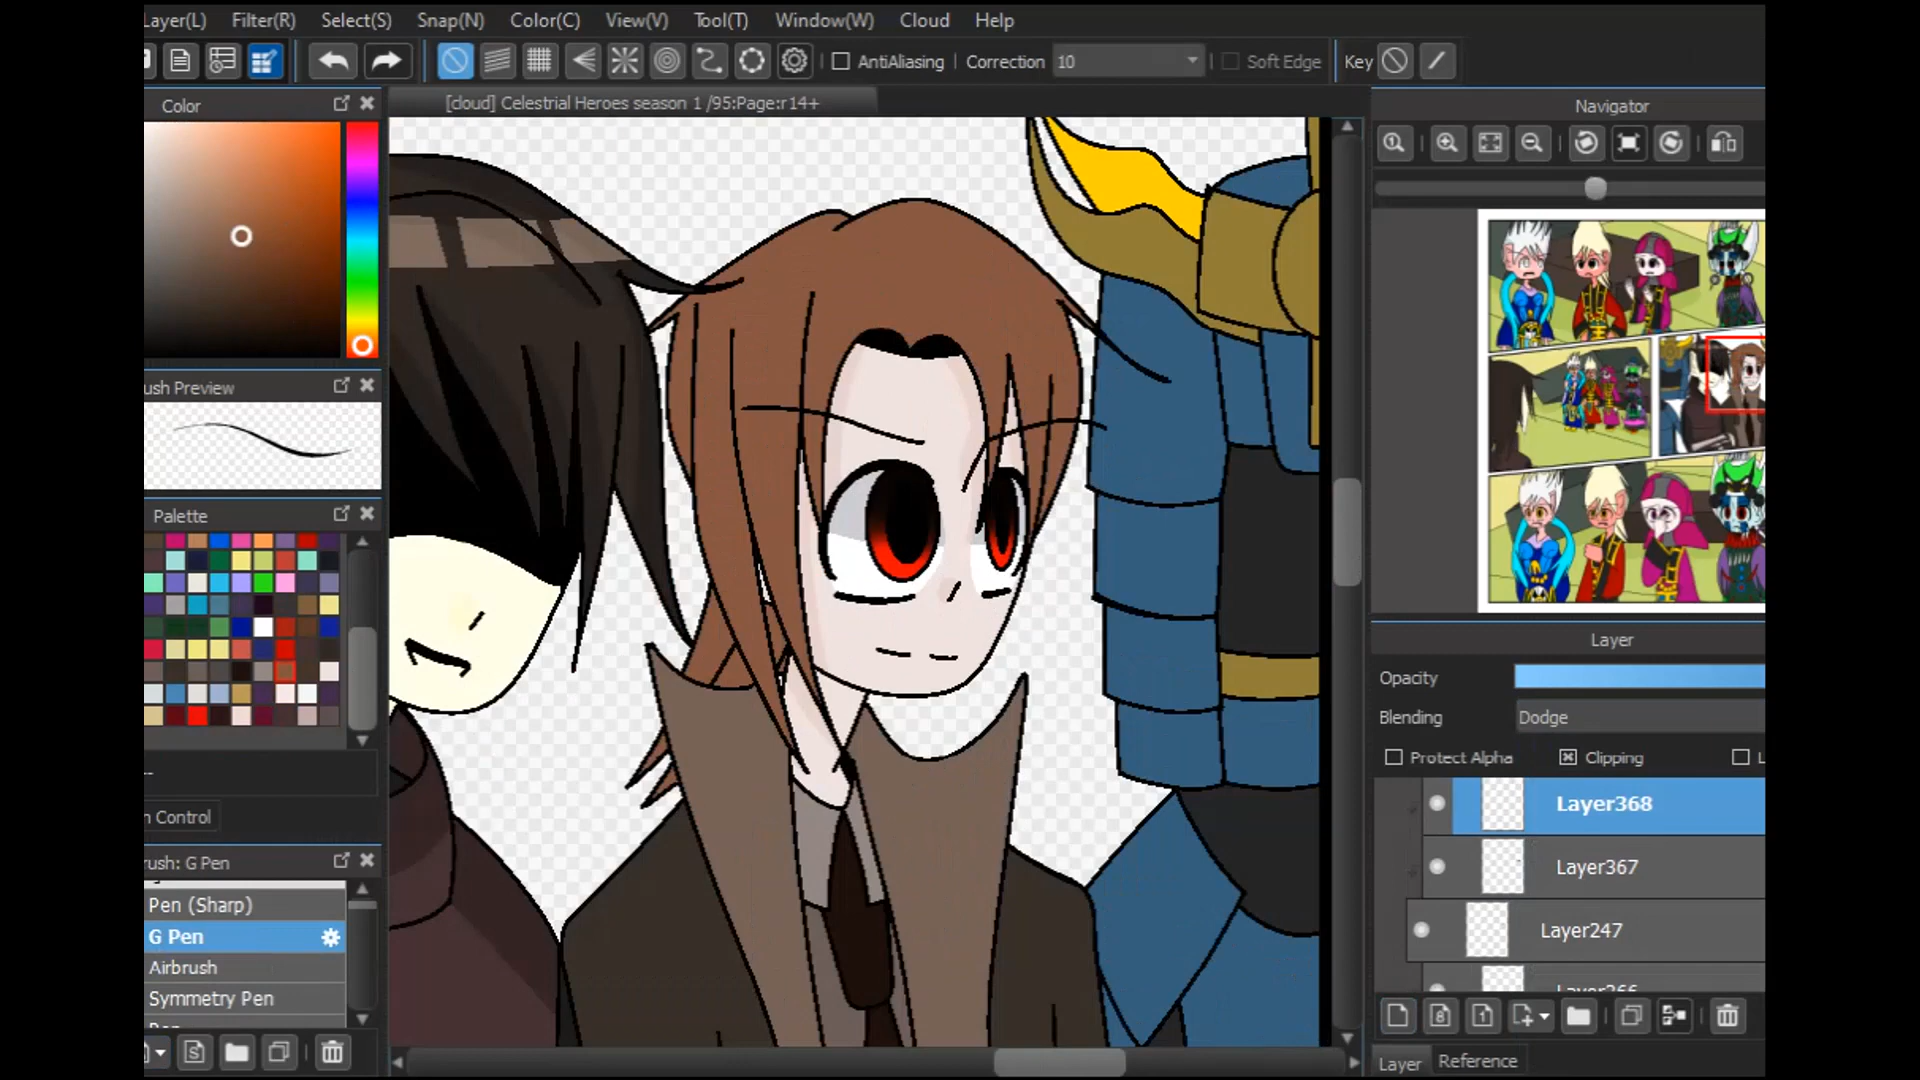 Layer(L) Filter(R) Select(S) Snap(N) Color(C) View(V) Tool(T) Window(W) Cloud Help
AntiAliasing Correction 10 Soft Edge Key
Color
[cloud] Celestrial Heroes season 1 /95:Page:r14+
Navigator
ush Preview
Palette
Layer
Opacity
Blending Dodge
Protect Alpha Clipping L
--
Layer368
n Control
rush: G Pen
Layer367
Pen (Sharp)
G Pen
Layer247
Airbrush
Symmetry Pen
Layer Reference